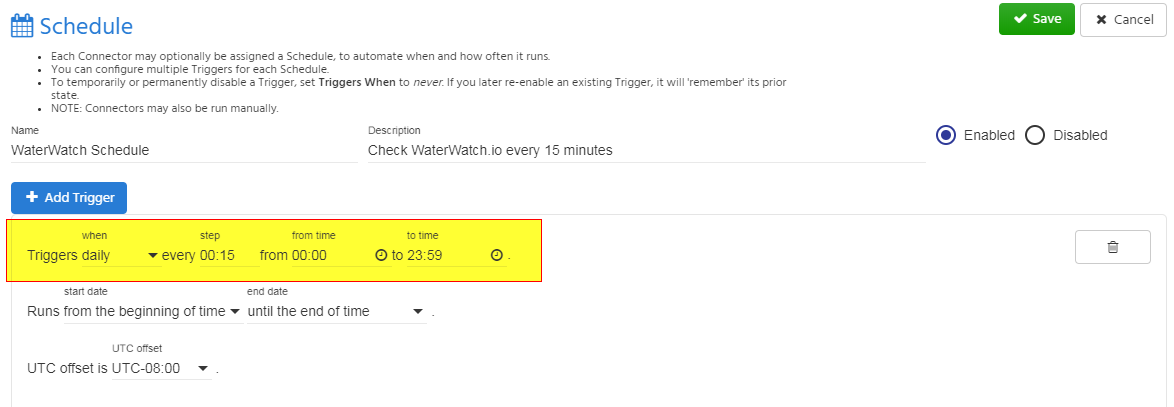 Schedule
Save
Cancel
Each Connector may optionally be assigned a Schedule, to automate when and how often it runs.
You can configure multiple Triggers for each Schedule.
To temporarily or permanently disable a Trigger, set Triggers When to never. If you later re-enable an existing Trigger, it will 'remember' its prior
state.
NOTE: Connectors may also be run manually.
Name
WaterWatch Schedule
Description
Check WaterWatch.io every 15 minutes
Enabled
Disabled
Add Trigger
when step from time to time
Triggers daily every 00:15 from 00:00 to 23:59 .
start date end date
Runs from the beginning of time until the end of time .
UTC offset
UTC offset is UTC-08:00 .